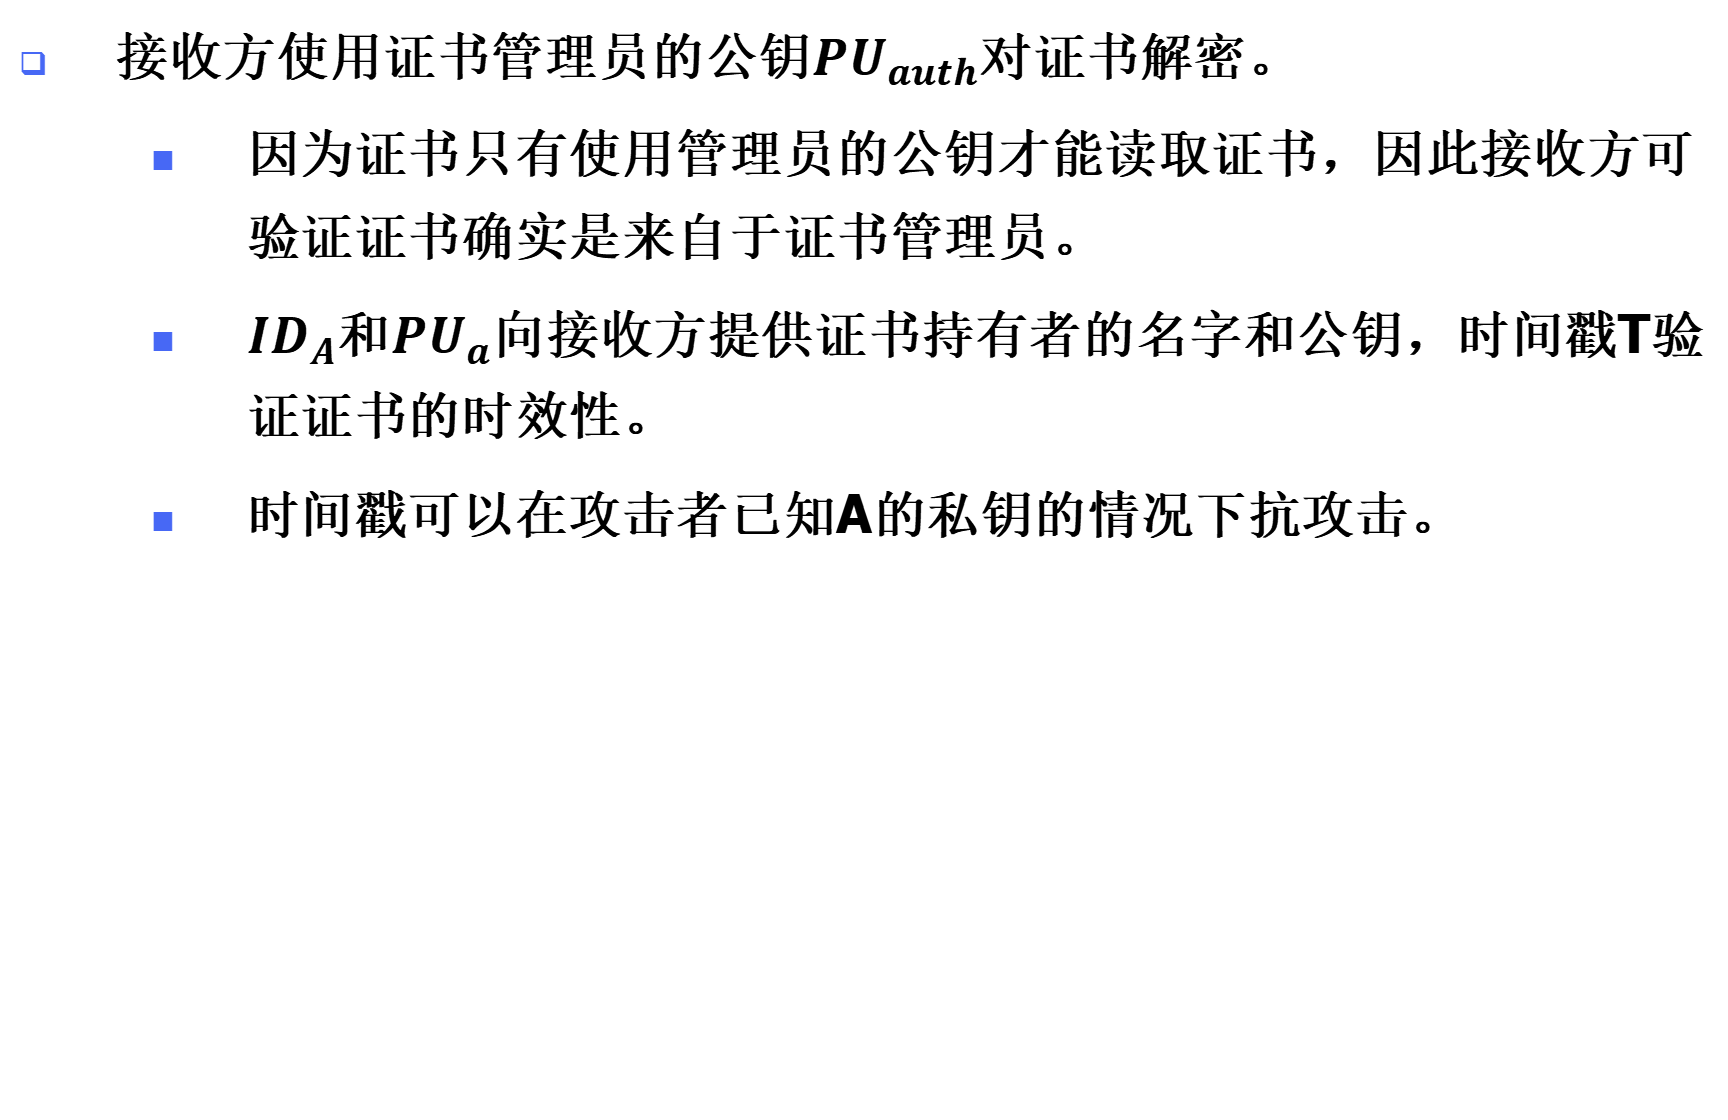 接收方使用证书管理员的公钥PU_auth对证书解密。
因为证书只有使用管理员的公钥才能读取证书，因此接收方可
验证证书确实是来自于证书管理员。
ID_A和PU_a向接收方提供证书持有者的名字和公钥，时间戳T验
证证书的时效性。
时间戳可以在攻击者已知A的私钥的情况下抗攻击。